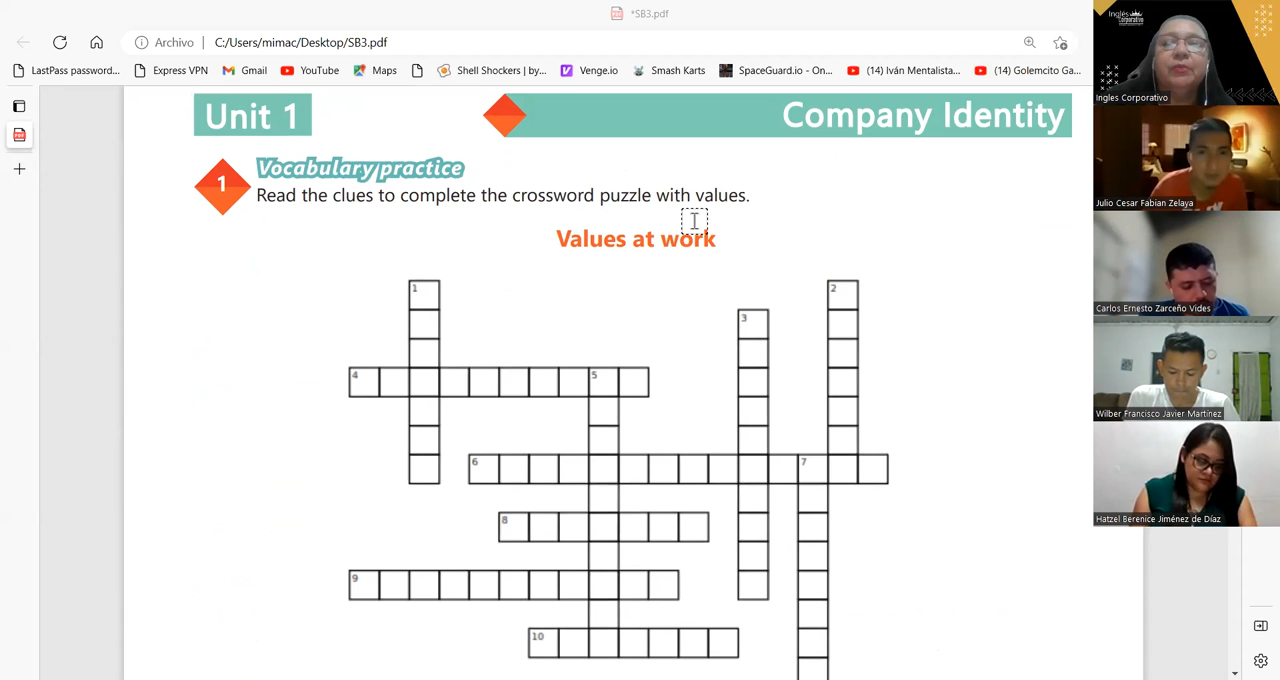 *SB3.pdf
Archivo | C:/Users/mimac/Desktop/SB3.pdf
LastPass password... Express VPN Gmail YouTube Maps Shell Shockers | by... Venge.io Smash Karts SpaceGuard.io - On... (14) Iván Mentalista... (14) Golemcito Ga...
Unit 1 Company Identity
1 Vocabulary practice
Read the clues to complete the crossword puzzle with values.
Values at work
1 2
3
4 5
6 7
8
9
10
Inglés Corporativo
Ingles Corporativo
Julio Cesar Fabian Zelaya
Carlos Ernesto Zarceño Vides
Wilber Francisco Javier Martínez
Hatzel Berenice Jiménez de Díaz